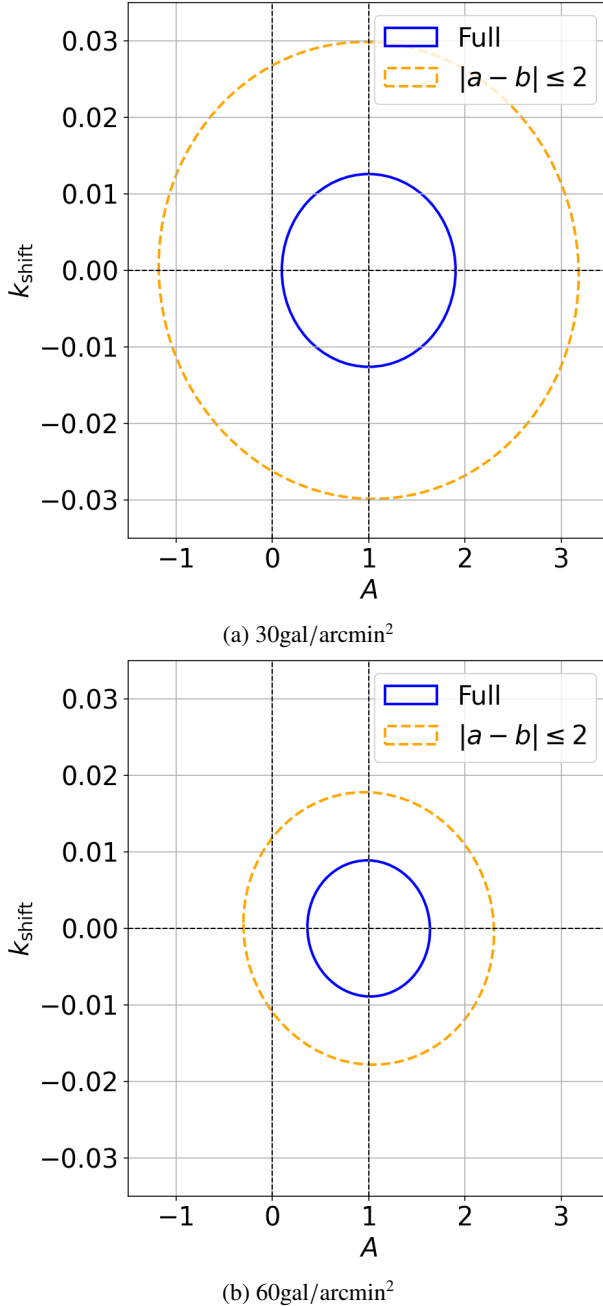 0.03
0.02
0.01
0.00
−0.01
−0.02
−0.03
k_shift
Full
|a − b| ≤ 2
−1 0 1 2 3
A
(a) 30gal/arcmin²
0.03
0.02
0.01
0.00
−0.01
−0.02
−0.03
k_shift
Full
|a − b| ≤ 2
−1 0 1 2 3
A
(b) 60gal/arcmin²